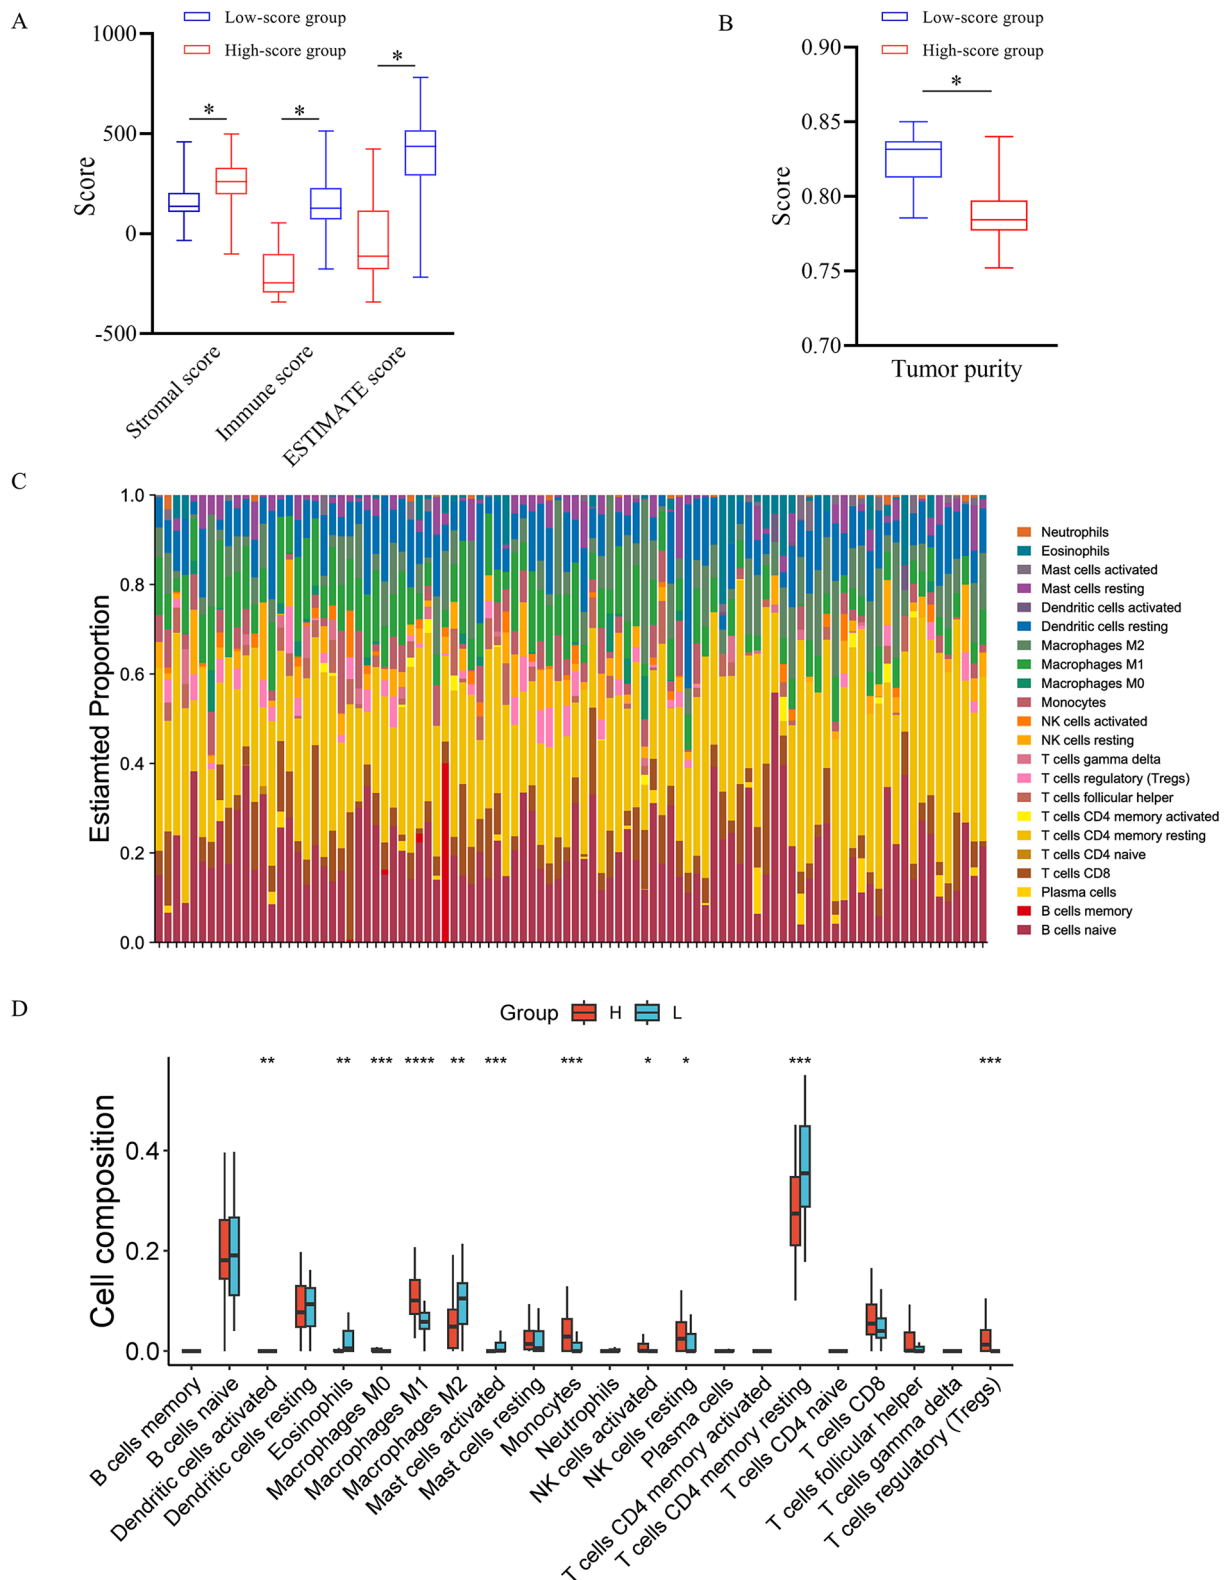 A
Low-score group
High-score group
1000
500
0
-500
Score
*
*
*
Stromal score
Immune score
ESTIMATE score
B
Low-score group
High-score group
0.90
0.85
0.80
0.75
0.70
Score
*
Tumor purity
C
1.0
0.8
0.6
0.4
0.2
0.0
Estiamted Proportion
Neutrophils
Eosinophils
Mast cells activated
Mast cells resting
Dendritic cells activated
Dendritic cells resting
Macrophages M2
Macrophages M1
Macrophages M0
Monocytes
NK cells activated
NK cells resting
T cells gamma delta
T cells regulatory (Tregs)
T cells follicular helper
T cells CD4 memory activated
T cells CD4 memory resting
T cells CD4 naive
T cells CD8
Plasma cells
B cells memory
B cells naive
D
Group H L
** ** *** **** ** *** *** * * *** ***
Cell composition
0.4
0.2
0.0
B cells memory
B cells naive
Dendritic cells activated
Dendritic cells resting
Eosinophils
Macrophages M0
Macrophages M1
Macrophages M2
Mast cells activated
Mast cells resting
Monocytes
Neutrophils
NK cells activated
NK cells resting
Plasma cells
T cells CD4 memory activated
T cells CD4 memory resting
T cells CD4 naive
T cells CD8
T cells follicular helper
T cells gamma delta
T cells regulatory (Tregs)